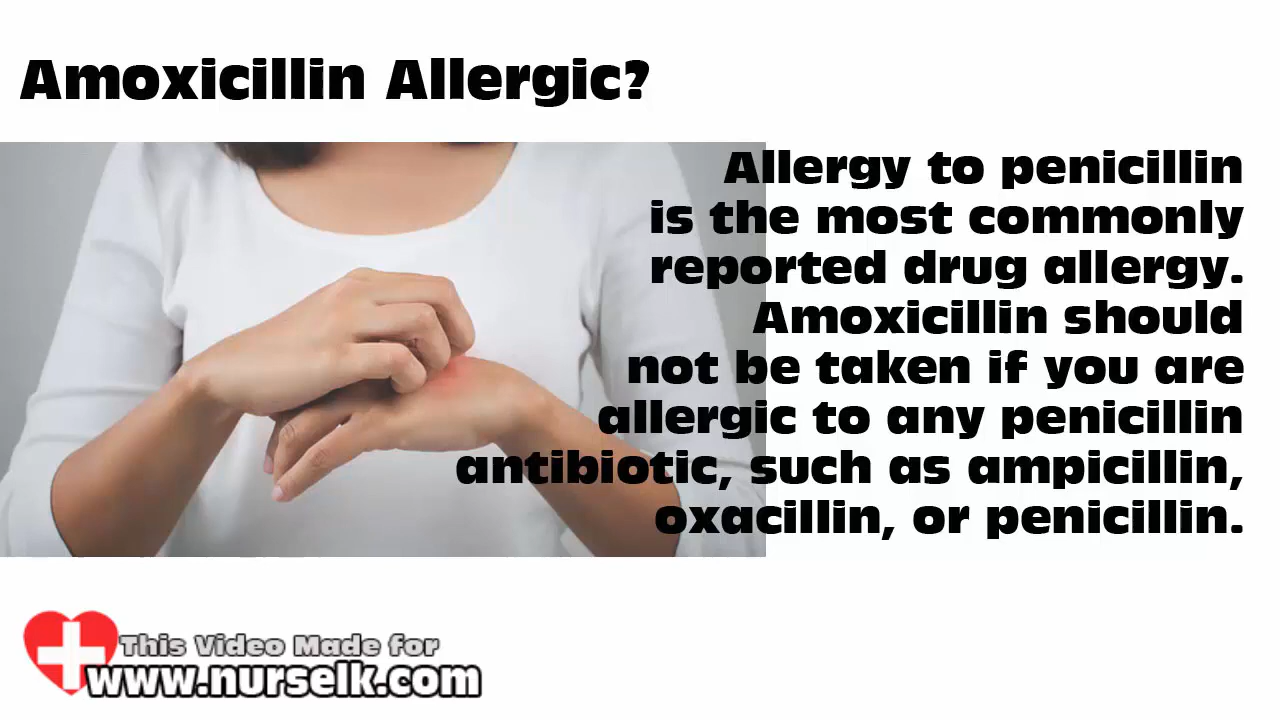 Amoxicillin Allergic?
Allergy to penicillin
is the most commonly
reported drug allergy.
Amoxicillin should
not be taken if you are
allergic to any penicillin
antibiotic, such as ampicillin,
oxacillin, or penicillin.
This Video Made for
www.nurselk.com